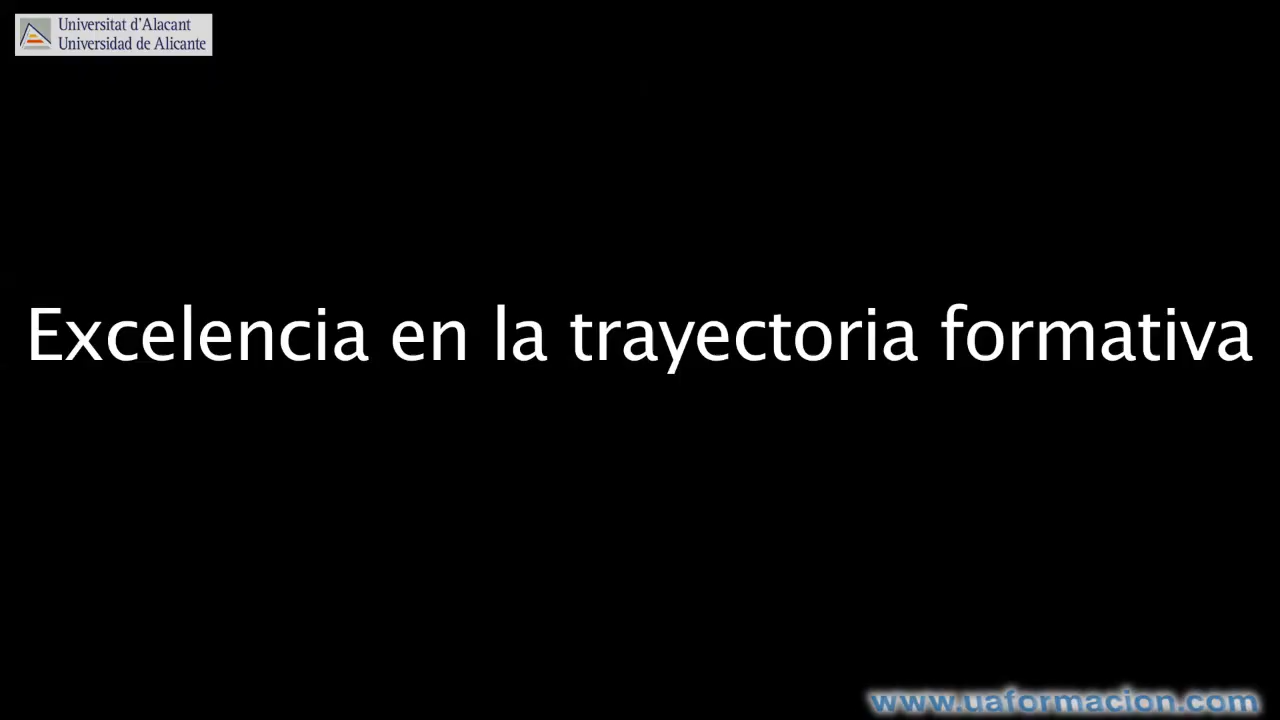 Universitat d'Alacant
Universidad de Alicante
Excelencia en la trayectoria formativa
www.uaformacion.com